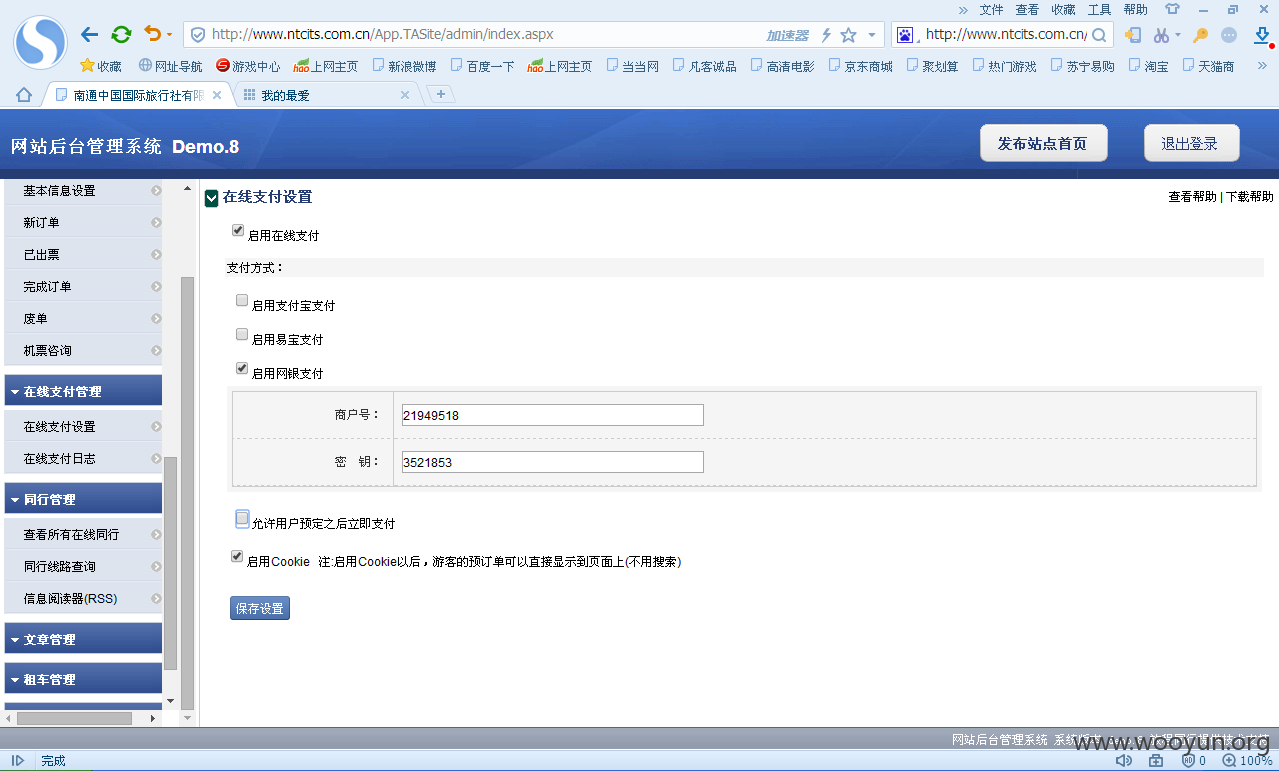 文件 查看 收藏 工具 帮助
http://www.ntcits.com.cn/App.TASite/admin/index.aspx 加速器 http://www.ntcits.com.cn/
收藏 网址导航 游戏中心 hao上网主页 新浪微博 百度一下 hao上网主页 当当网 凡客诚品 高清电影 京东商城 聚划算 热门游戏 苏宁易购 淘宝 天猫商
南通中国国际旅行社有限 我的最爱
网站后台管理系统 Demo.8 发布站点首页 退出登录
基本信息设置
新订单
已出票
完成订单
废单
机票咨询
在线支付管理
在线支付设置
在线支付日志
同行管理
查看所有在线同行
同行线路查询
信息阅读器(RSS)
文章管理
租车管理
在线支付设置 查看帮助 | 下载帮助
启用在线支付
支付方式：
启用支付宝支付
启用易宝支付
启用网银支付
商户号： 21949518
密 钥： 3521853
允许用户预定之后立即支付
启用Cookie 注:启用Cookie以后，游客的预订单可以直接显示到页面上(不用搜索)
保存设置
网站后台管理系统
www.wooyun.org
完成 0 100%